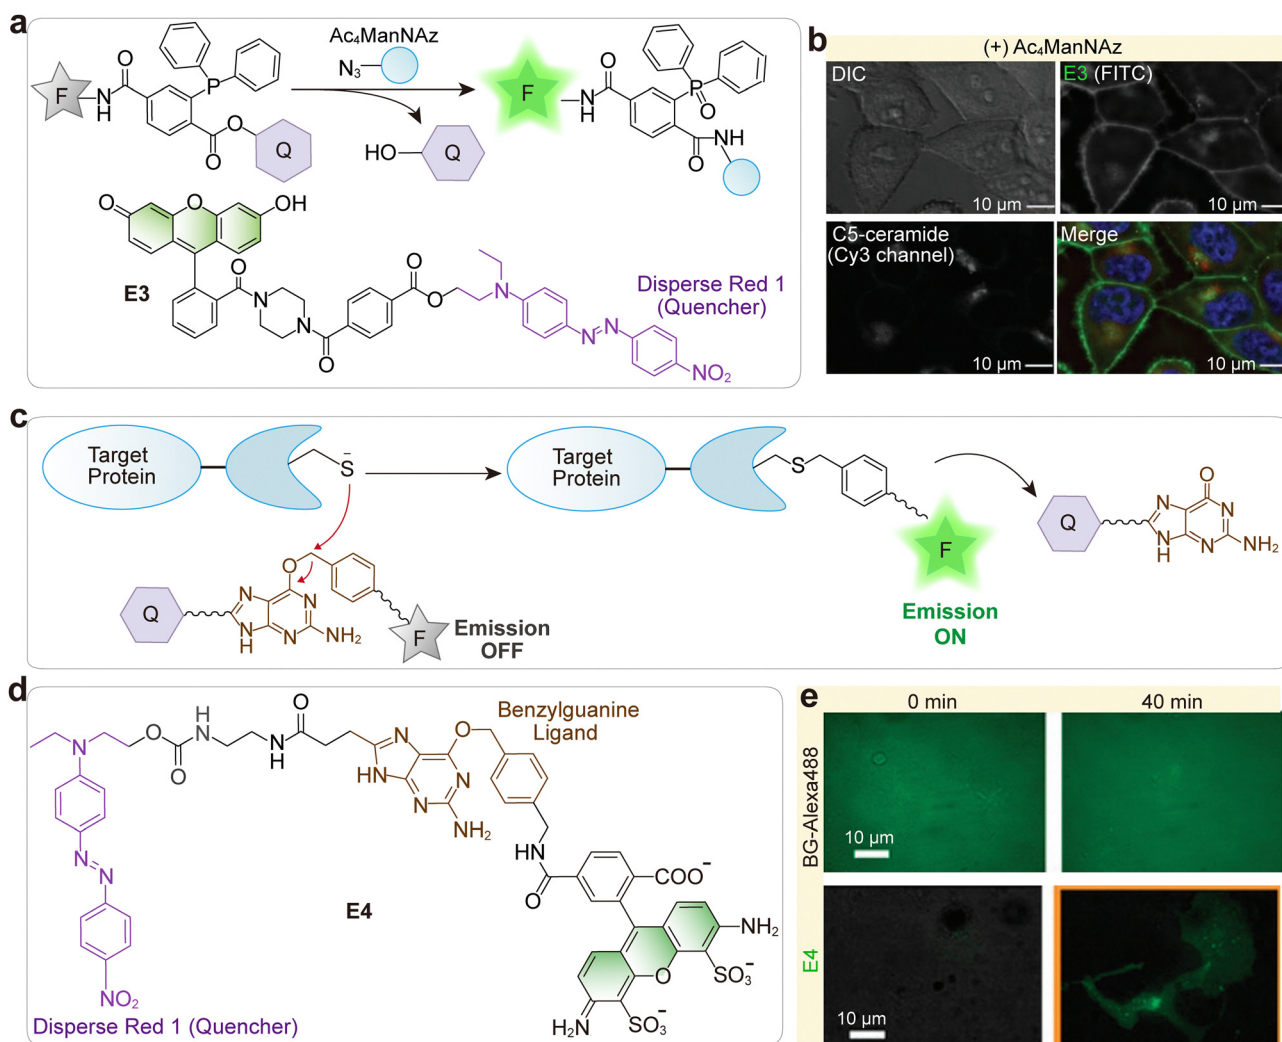 a
Ac₄ManNAz
N₃
F
N
H
O
P
O
O
Q
HO
Q
F
N
H
O
P
O
NH
O
O
O
OH
E3
O
N
N
O
O
O
N
N
N
NO₂
Disperse Red 1
(Quencher)
b
(+) Ac₄ManNAz
DIC
10 µm
E3 (FITC)
10 µm
C5-ceramide
(Cy3 channel)
10 µm
Merge
10 µm
c
Target
Protein
S⁻
Target
Protein
S
F
Emission
ON
Q
N
N
H
O
N
N
NH₂
Q
N
N
H
O
N
N
NH₂
F
Emission
OFF
d
N
O
O
H
N
N
H
O
N
HN
N
N
NH₂
O
Benzylguanine
Ligand
HN
O
COO⁻
NH₂
SO₃⁻
O
SO₃⁻
H₂N
N
N
NO₂
Disperse Red 1 (Quencher)
E4
e
0 min
40 min
BG-Alexa488
10 µm
E4
10 µm